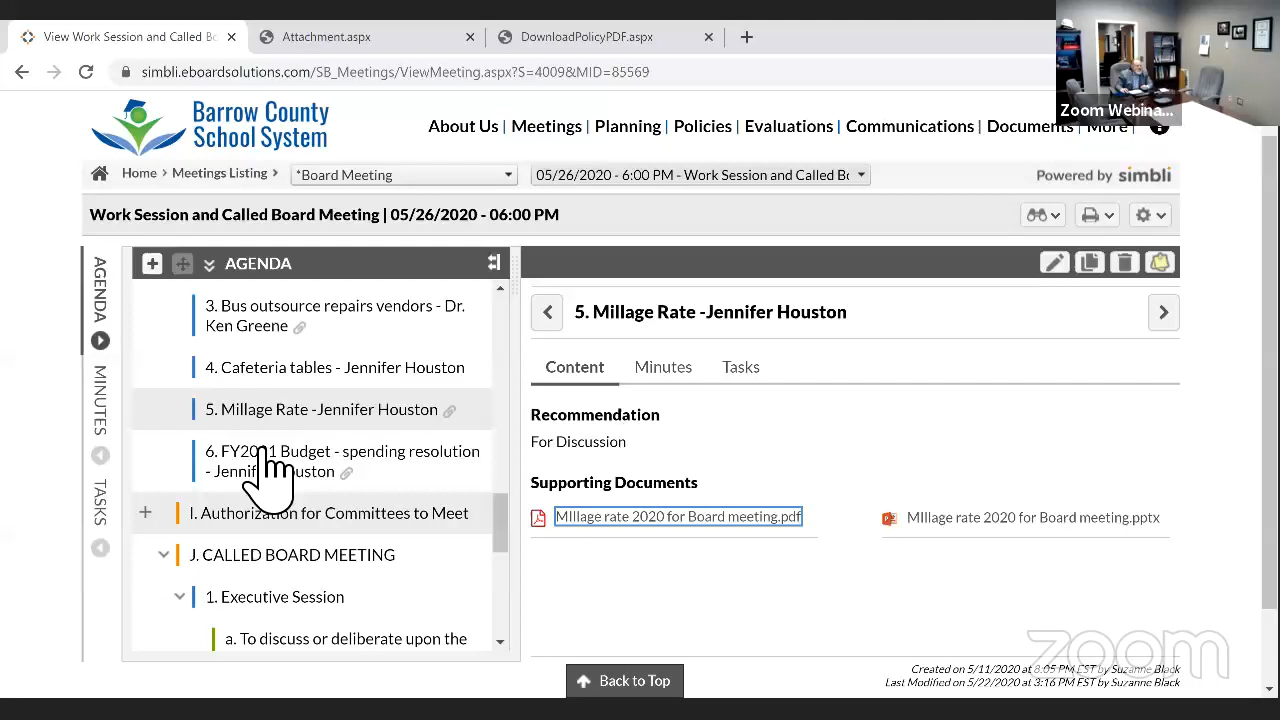 View Work Session and Called Bo
Attachment.aspx
DownloadPolicyPDF.aspx
simbli.eboardsolutions.com/SB_Meetings/ViewMeeting.aspx?S=4009&MID=85569
Zoom Webina...
Barrow County
School System
About Us | Meetings | Planning | Policies | Evaluations | Communications | Documents | More
Home > Meetings Listing > *Board Meeting 05/26/2020 - 6:00 PM - Work Session and Called Bo
Powered by simbli
Work Session and Called Board Meeting | 05/26/2020 - 06:00 PM
AGENDA
MINUTES
TASKS
AGENDA
3. Bus outsource repairs vendors - Dr.
Ken Greene
4. Cafeteria tables - Jennifer Houston
5. Millage Rate -Jennifer Houston
6. FY2021 Budget - spending resolution
- Jennifer Houston
I. Authorization for Committees to Meet
J. CALLED BOARD MEETING
1. Executive Session
a. To discuss or deliberate upon the
5. Millage Rate -Jennifer Houston
Content Minutes Tasks
Recommendation
For Discussion
Supporting Documents
MIllage rate 2020 for Board meeting.pdf
MIllage rate 2020 for Board meeting.pptx
zoom
Created on 5/11/2020 at 8:05 PM EST by Suzanne Black
Last Modified on 5/22/2020 at 3:16 PM EST by Suzanne Black
Back to Top